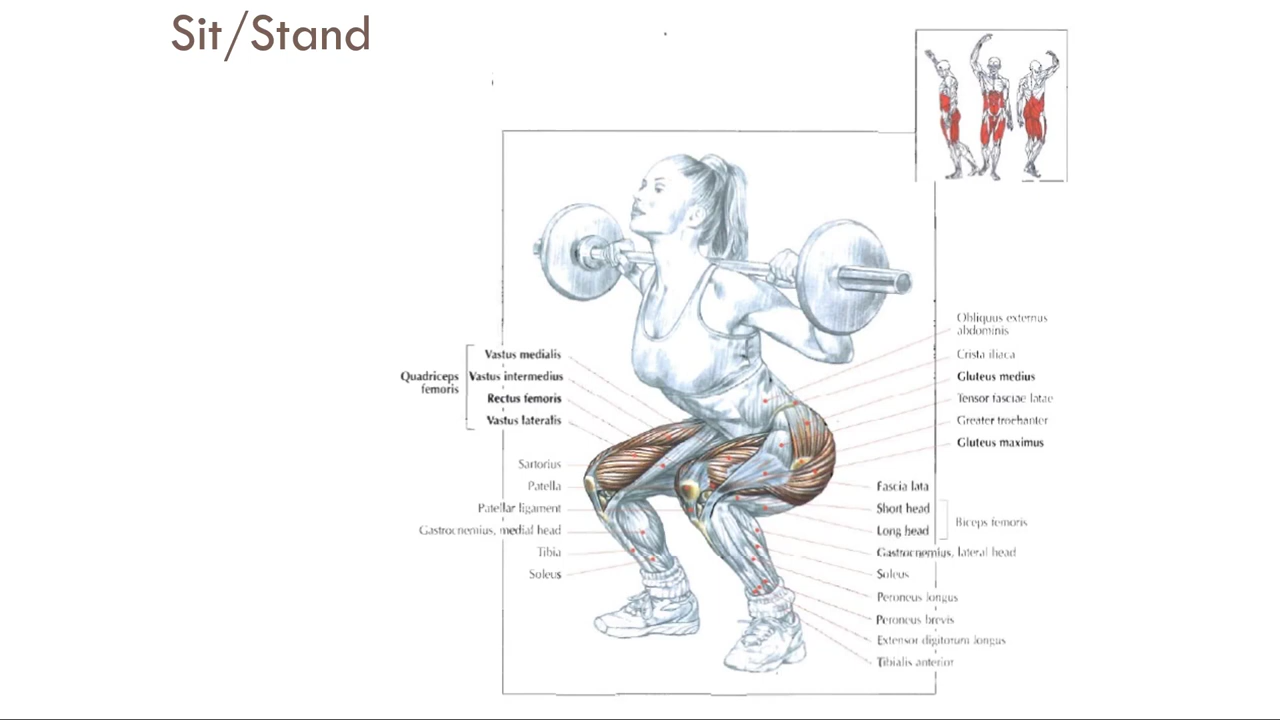 Sit/Stand
Quadriceps
femoris
Vastus medialis
Vastus intermedius
Rectus femoris
Vastus lateralis
Sartorius
Patella
Patellar ligament
Gastrocnemius, medial head
Tibia
Soleus
Obliquus externus
abdominis
Crista iliaca
Gluteus medius
Tensor fasciae latae
Greater trochanter
Gluteus maximus
Fascia lata
Short head
Long head
Biceps femoris
Gastrocnemius, lateral head
Soleus
Peroneus longus
Peroneus brevis
Extensor digitorum longus
Tibialis anterior